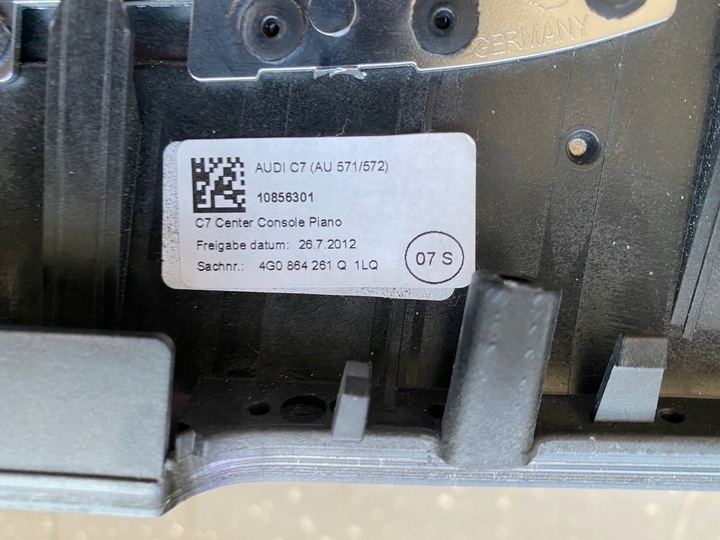 GERMANY
AUDI C7 (AU 571/572)
10856301
C7 Center Console Piano
Freigabe datum: 26.7.2012
Sachnr.: 4G0 864 261 Q 1LQ
07 S